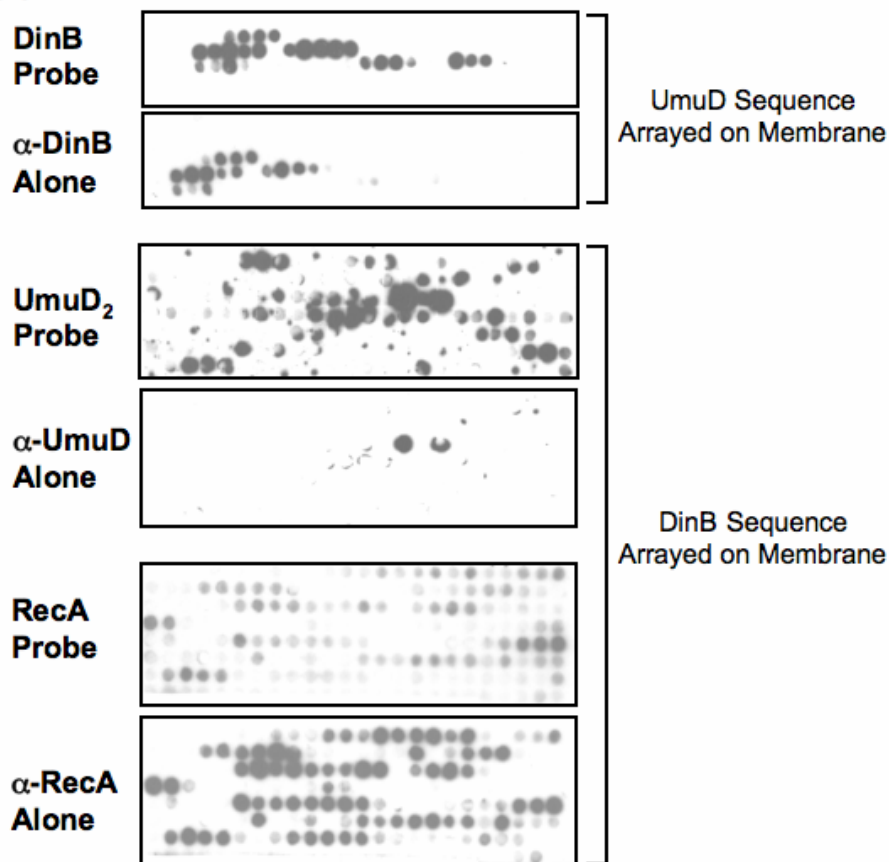 DinB
Probe
UmuD Sequence
Arrayed on Membrane
α-DinB
Alone
UmuD₂
Probe
α-UmuD
Alone
DinB Sequence
Arrayed on Membrane
RecA
Probe
α-RecA
Alone